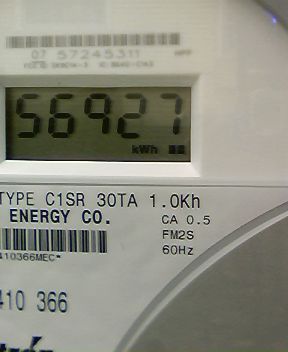 07 57245311
56927
kWh
TYPE C1SR 30TA 1.0Kh
ENERGY CO.
CA 0.5
FM2S
60Hz
410366MEC*
410 366